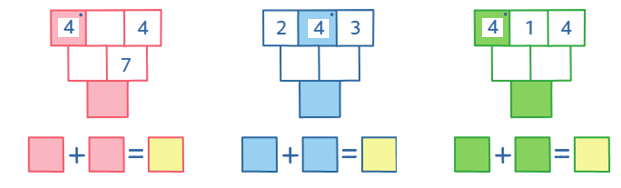 4 4 2 4 3 4 1 4
7
+ = + = + =